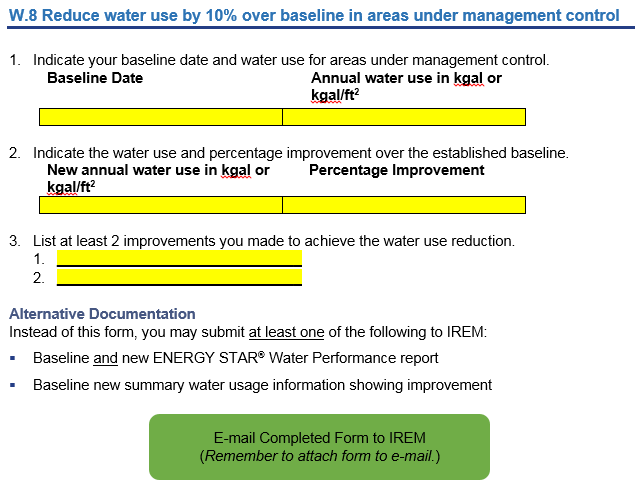 W.8 Reduce water use by 10% over baseline in areas under management control
1. Indicate your baseline date and water use for areas under management control.
Baseline Date Annual water use in kgal or
kgal/ft²
2. Indicate the water use and percentage improvement over the established baseline.
New annual water use in kgal or Percentage Improvement
kgal/ft²
3. List at least 2 improvements you made to achieve the water use reduction.
1.
2.
Alternative Documentation
Instead of this form, you may submit at least one of the following to IREM:
▪ Baseline and new ENERGY STAR® Water Performance report
▪ Baseline new summary water usage information showing improvement
E-mail Completed Form to IREM
(Remember to attach form to e-mail.)